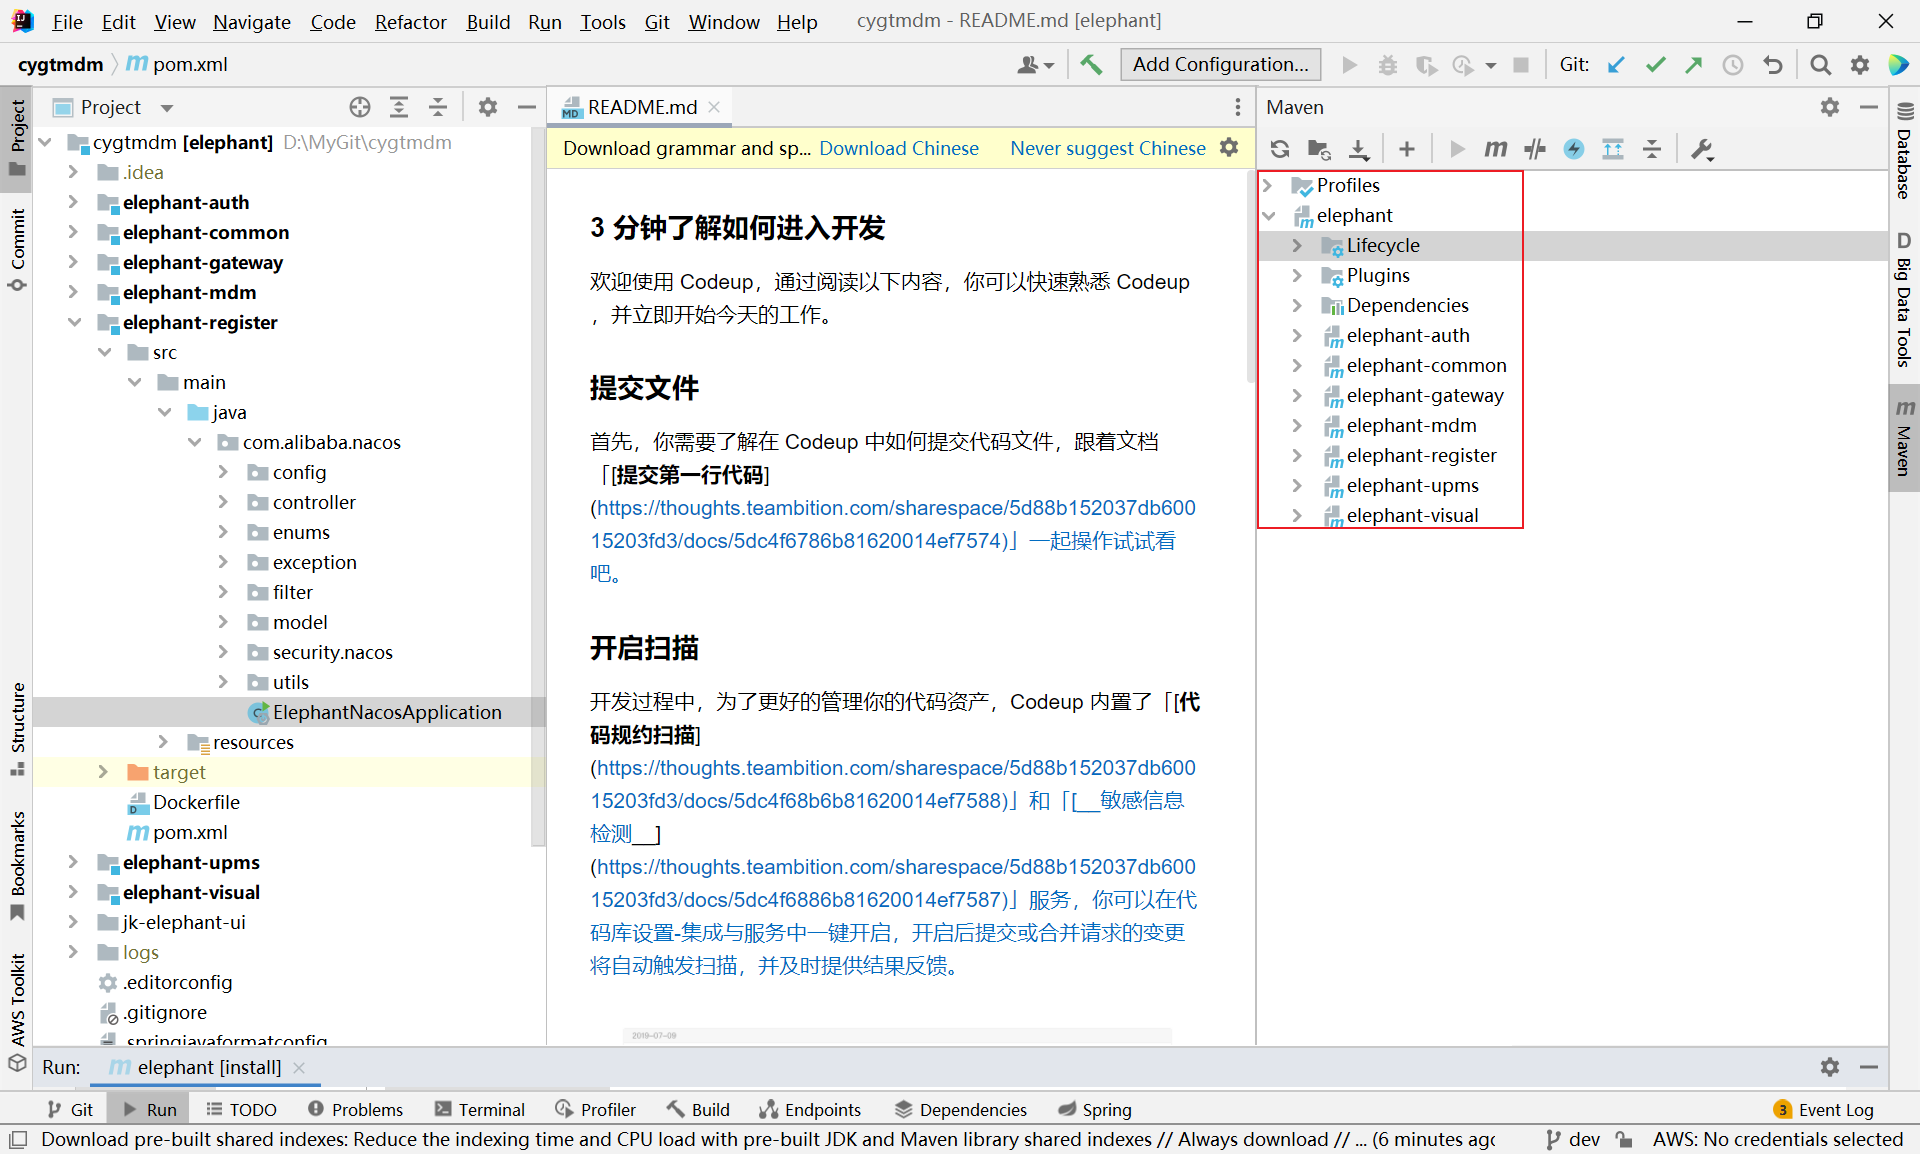 File Edit View Navigate Code Refactor Build Run Tools Git Window Help cygtmdm - README.md [elephant]
cygtmdm pom.xml Add Configuration... Git:
Project
README.md
Maven
Download grammar and sp... Download Chinese Never suggest Chinese
Project
Commit
Structure
Bookmarks
AWS Toolkit
cygtmdm [elephant] D:\MyGit\cygtmdm
.idea
elephant-auth
elephant-common
elephant-gateway
elephant-mdm
elephant-register
src
main
java
com.alibaba.nacos
config
controller
enums
exception
filter
model
security.nacos
utils
ElephantNacosApplication
resources
target
Dockerfile
pom.xml
elephant-upms
elephant-visual
jk-elephant-ui
logs
.editorconfig
.gitignore
.springjavaformatconfig
3 分钟了解如何进入开发
欢迎使用 Codeup，通过阅读以下内容，你可以快速熟悉 Codeup
，并立即开始今天的工作。
提交文件
首先，你需要了解在 Codeup 中如何提交代码文件，跟着文档
「[提交第一行代码]
(https://thoughts.teambition.com/sharespace/5d88b152037db600
15203fd3/docs/5dc4f6786b81620014ef7574)」一起操作试试看
吧。
开启扫描
开发过程中，为了更好的管理你的代码资产，Codeup 内置了「[代
码规约扫描]
(https://thoughts.teambition.com/sharespace/5d88b152037db600
15203fd3/docs/5dc4f68b6b81620014ef7588)」和「[__敏感信息
检测__]
(https://thoughts.teambition.com/sharespace/5d88b152037db600
15203fd3/docs/5dc4f6886b81620014ef7587)」服务，你可以在代
码库设置-集成与服务中一键开启，开启后提交或合并请求的变更
将自动触发扫描，并及时提供结果反馈。
2019-07-09
Profiles
elephant
Lifecycle
Plugins
Dependencies
elephant-auth
elephant-common
elephant-gateway
elephant-mdm
elephant-register
elephant-upms
elephant-visual
Database
D Big Data Tools
m Maven
Run: elephant [install]
Git Run TODO Problems Terminal Profiler Build Endpoints Dependencies Spring 3 Event Log
Download pre-built shared indexes: Reduce the indexing time and CPU load with pre-built JDK and Maven library shared indexes // Always download // ... (6 minutes agc dev AWS: No credentials selected